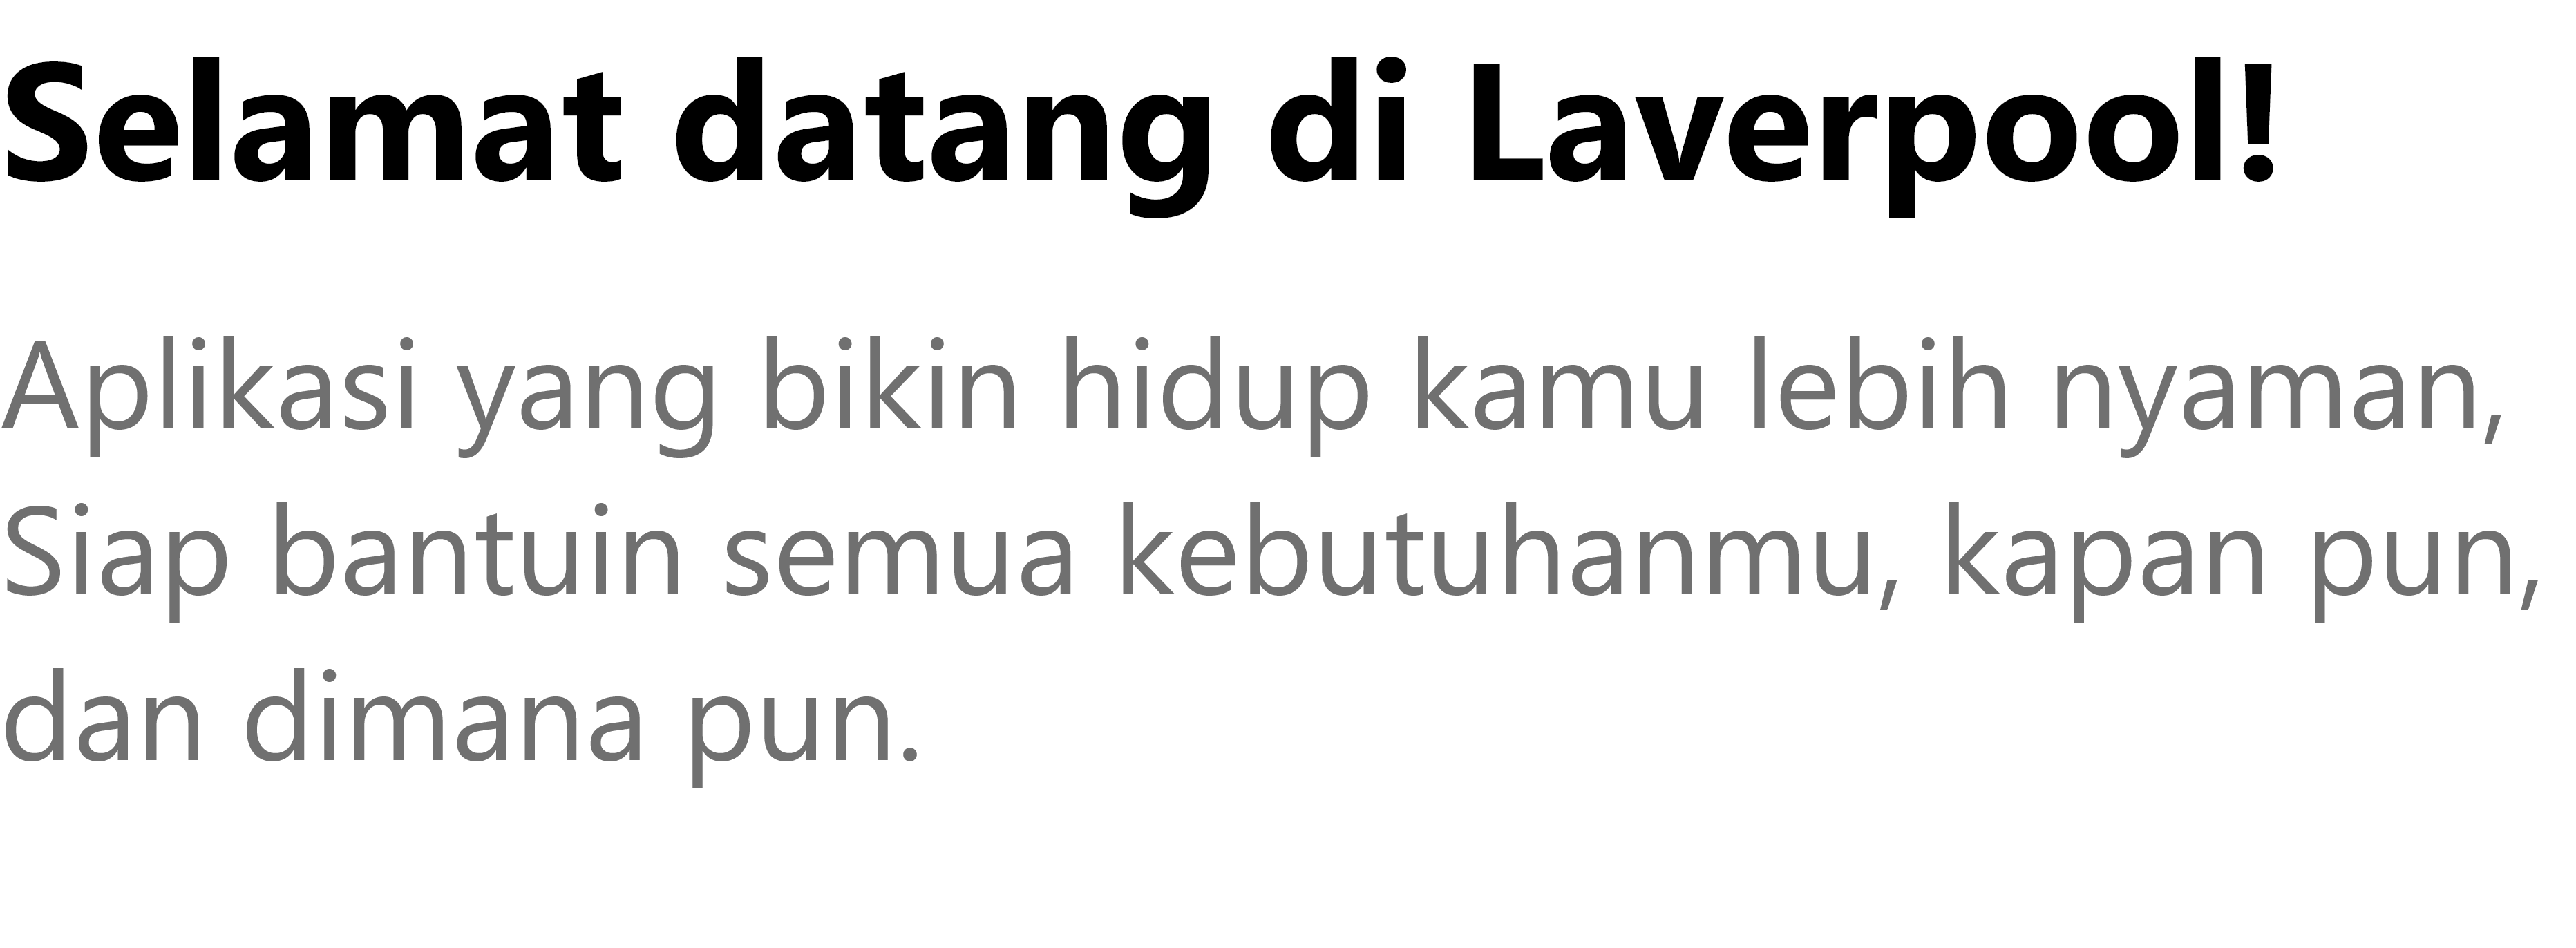 Selamat datang di Laverpool!
Aplikasi yang bikin hidup kamu lebih nyaman,
Siap bantuin semua kebutuhanmu, kapan pun,
dan dimana pun.